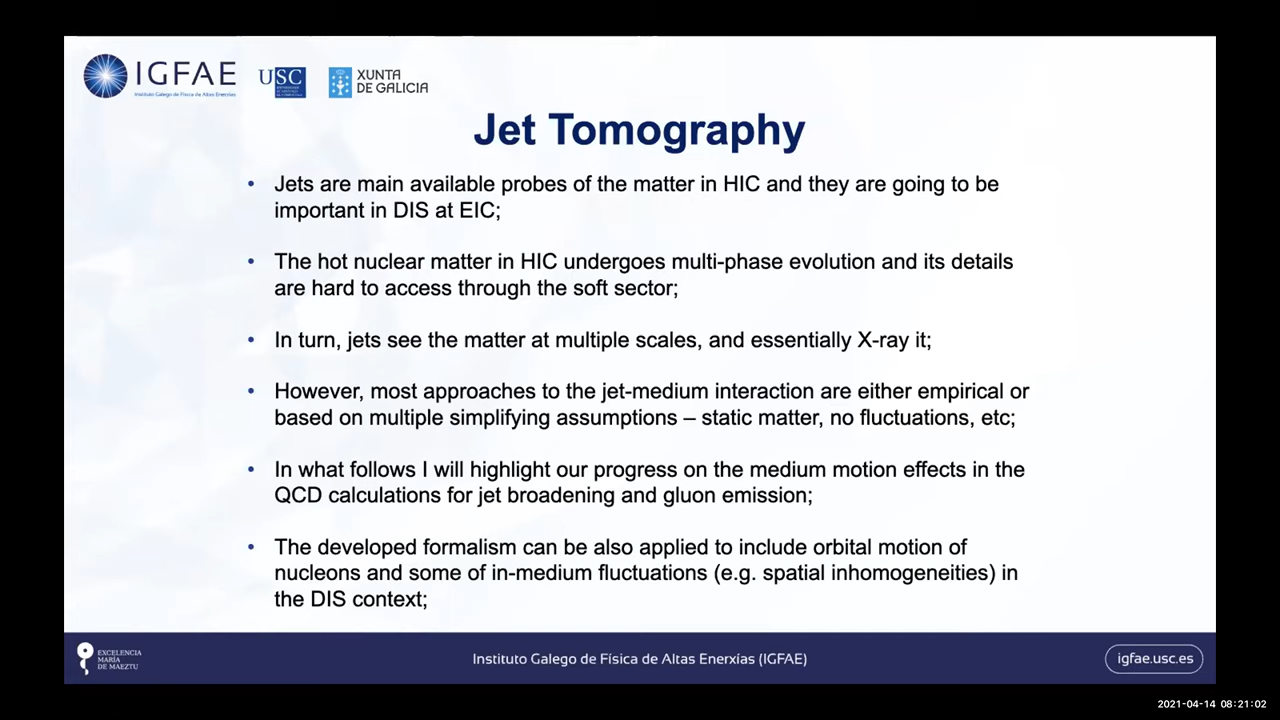 IGFAE
Instituto Galego de Física de Altas Enerxías
USC
XUNTA
DE GALICIA
Jet Tomography
• Jets are main available probes of the matter in HIC and they are going to be
important in DIS at EIC;
• The hot nuclear matter in HIC undergoes multi-phase evolution and its details
are hard to access through the soft sector;
• In turn, jets see the matter at multiple scales, and essentially X-ray it;
• However, most approaches to the jet-medium interaction are either empirical or
based on multiple simplifying assumptions – static matter, no fluctuations, etc;
• In what follows I will highlight our progress on the medium motion effects in the
QCD calculations for jet broadening and gluon emission;
• The developed formalism can be also applied to include orbital motion of
nucleons and some of in-medium fluctuations (e.g. spatial inhomogeneities) in
the DIS context;
EXCELENCIA
MARÍA
DE MAEZTU
Instituto Galego de Física de Altas Enerxías (IGFAE)
igfae.usc.es
2021-04-14 08:21:02